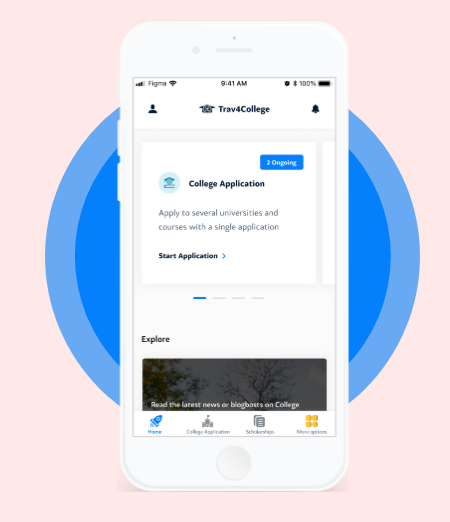 Figma 9:41 AM 100%
Trav4College
2 Ongoing
College Application
Apply to several universities and
courses with a single application
Start Application >
Explore
Read the latest news or blogbosts on College
Home College Application Scholarships More options